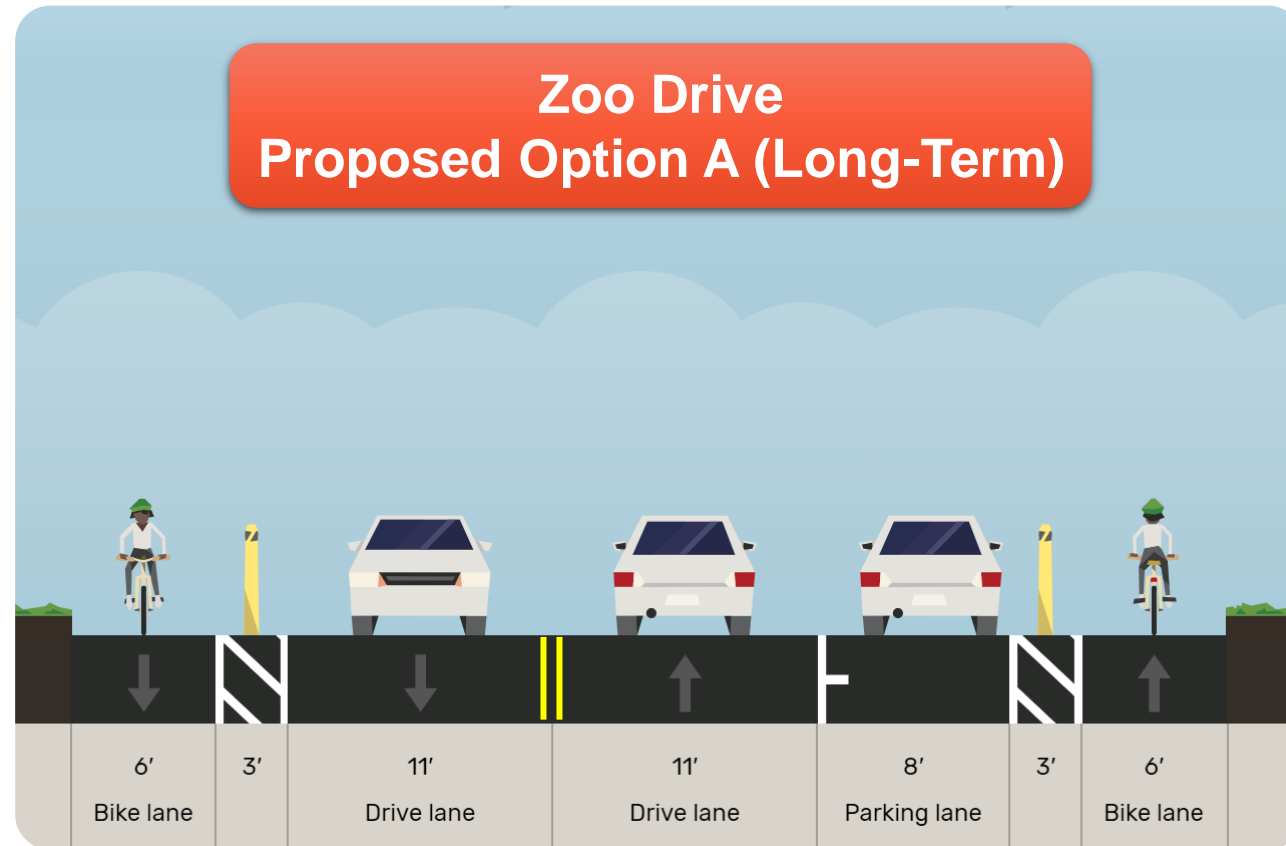 Zoo Drive
Proposed Option A (Long-Term)
6′ 3′ 11′ 11′ 8′ 3′ 6′
Bike lane Drive lane Drive lane Parking lane Bike lane